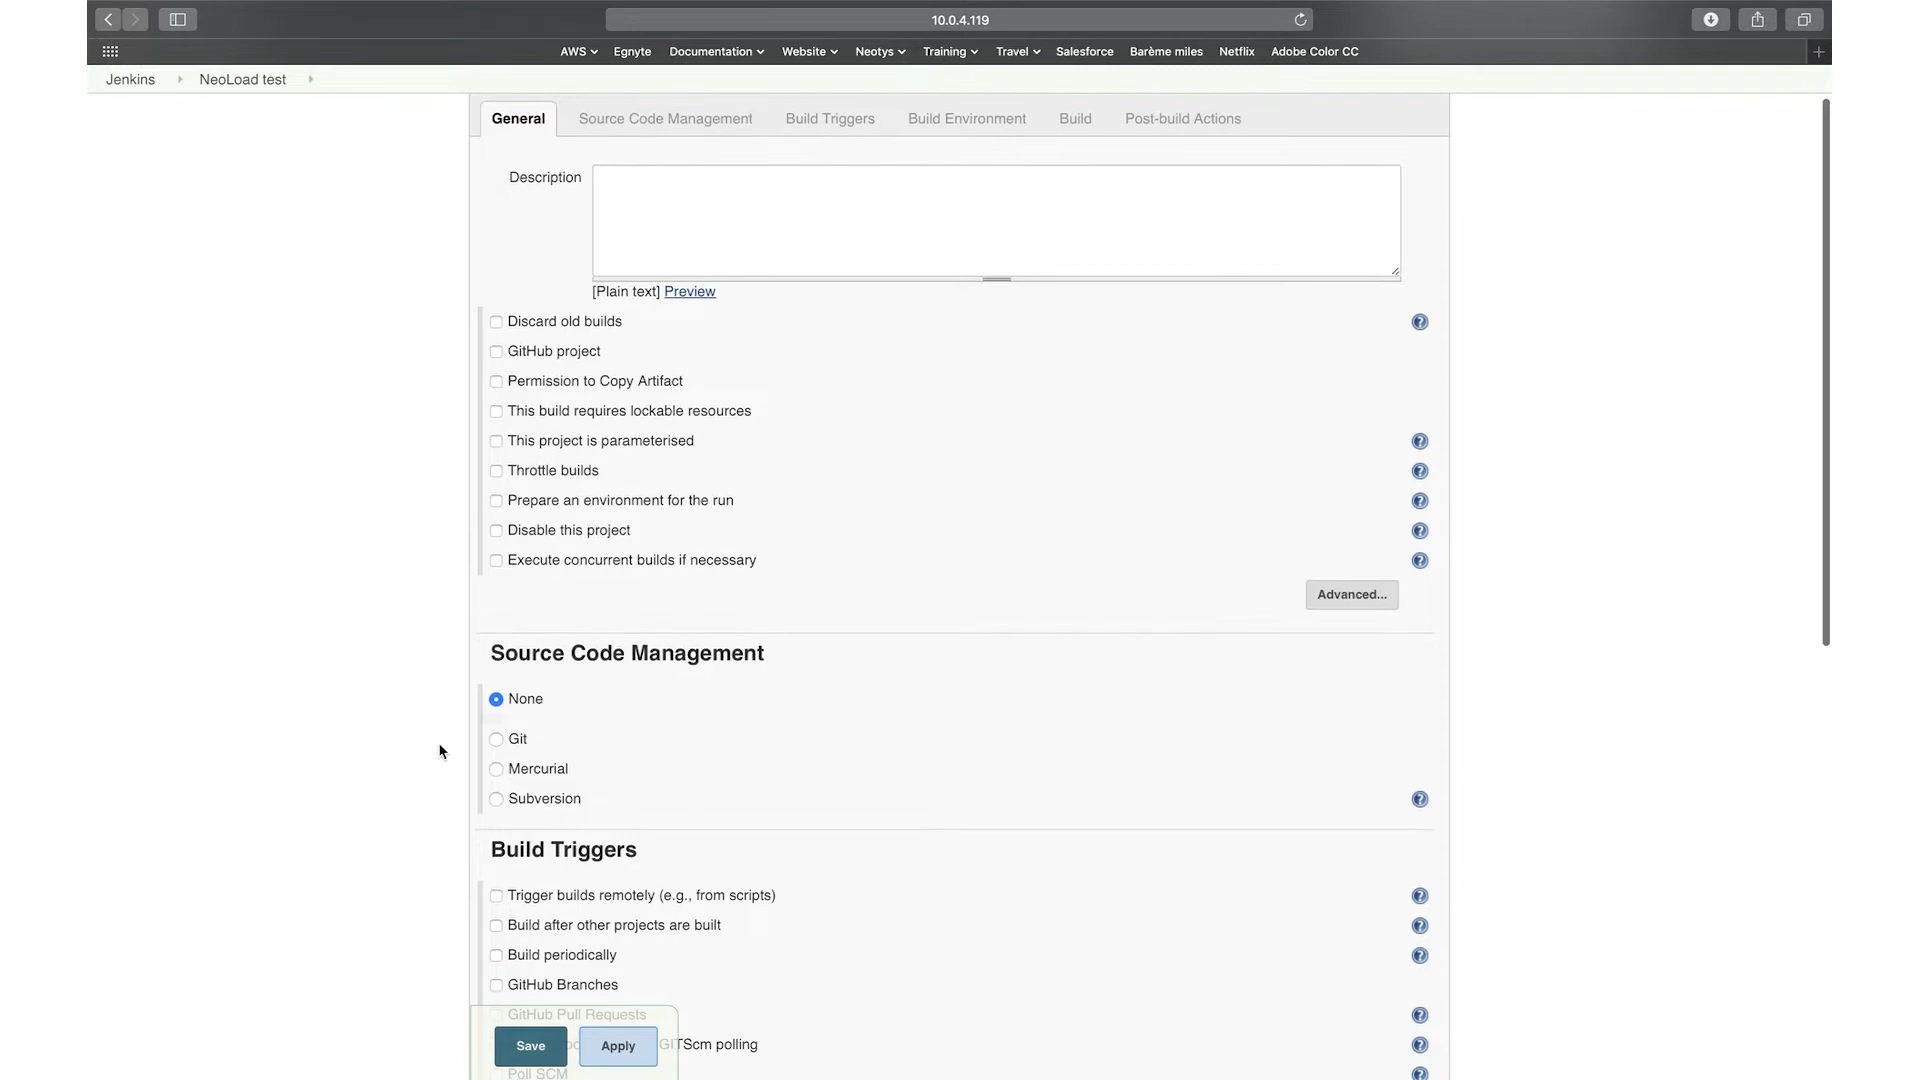 10.0.4.119
AWS Egnyte Documentation Website Neotys Training Travel Salesforce Barème miles Netflix Adobe Color CC
Jenkins NeoLoad test
General Source Code Management Build Triggers Build Environment Build Post-build Actions
Description
[Plain text] Preview
Discard old builds
GitHub project
Permission to Copy Artifact
This build requires lockable resources
This project is parameterised
Throttle builds
Prepare an environment for the run
Disable this project
Execute concurrent builds if necessary
Advanced...
Source Code Management
None
Git
Mercurial
Subversion
Build Triggers
Trigger builds remotely (e.g., from scripts)
Build after other projects are built
Build periodically
GitHub Branches
GitHub Pull Requests
GITScm polling
Save Apply
Poll SCM